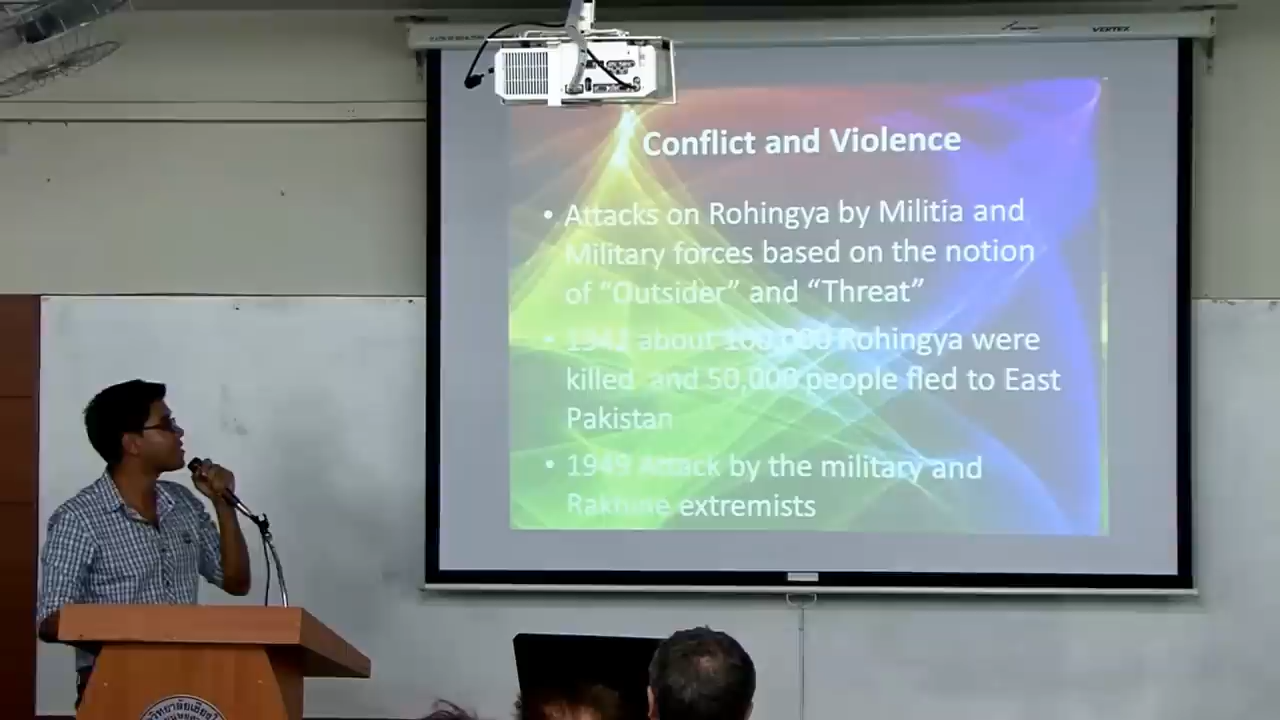 VERTEX
Conflict and Violence
• Attacks on Rohingya by Militia and
Military forces based on the notion
of “Outsider” and “Threat”
• 1942 about 100,000 Rohingya were
killed and 50,000 people fled to East
Pakistan
• 1949 Attack by the military and
Rakhine extremists